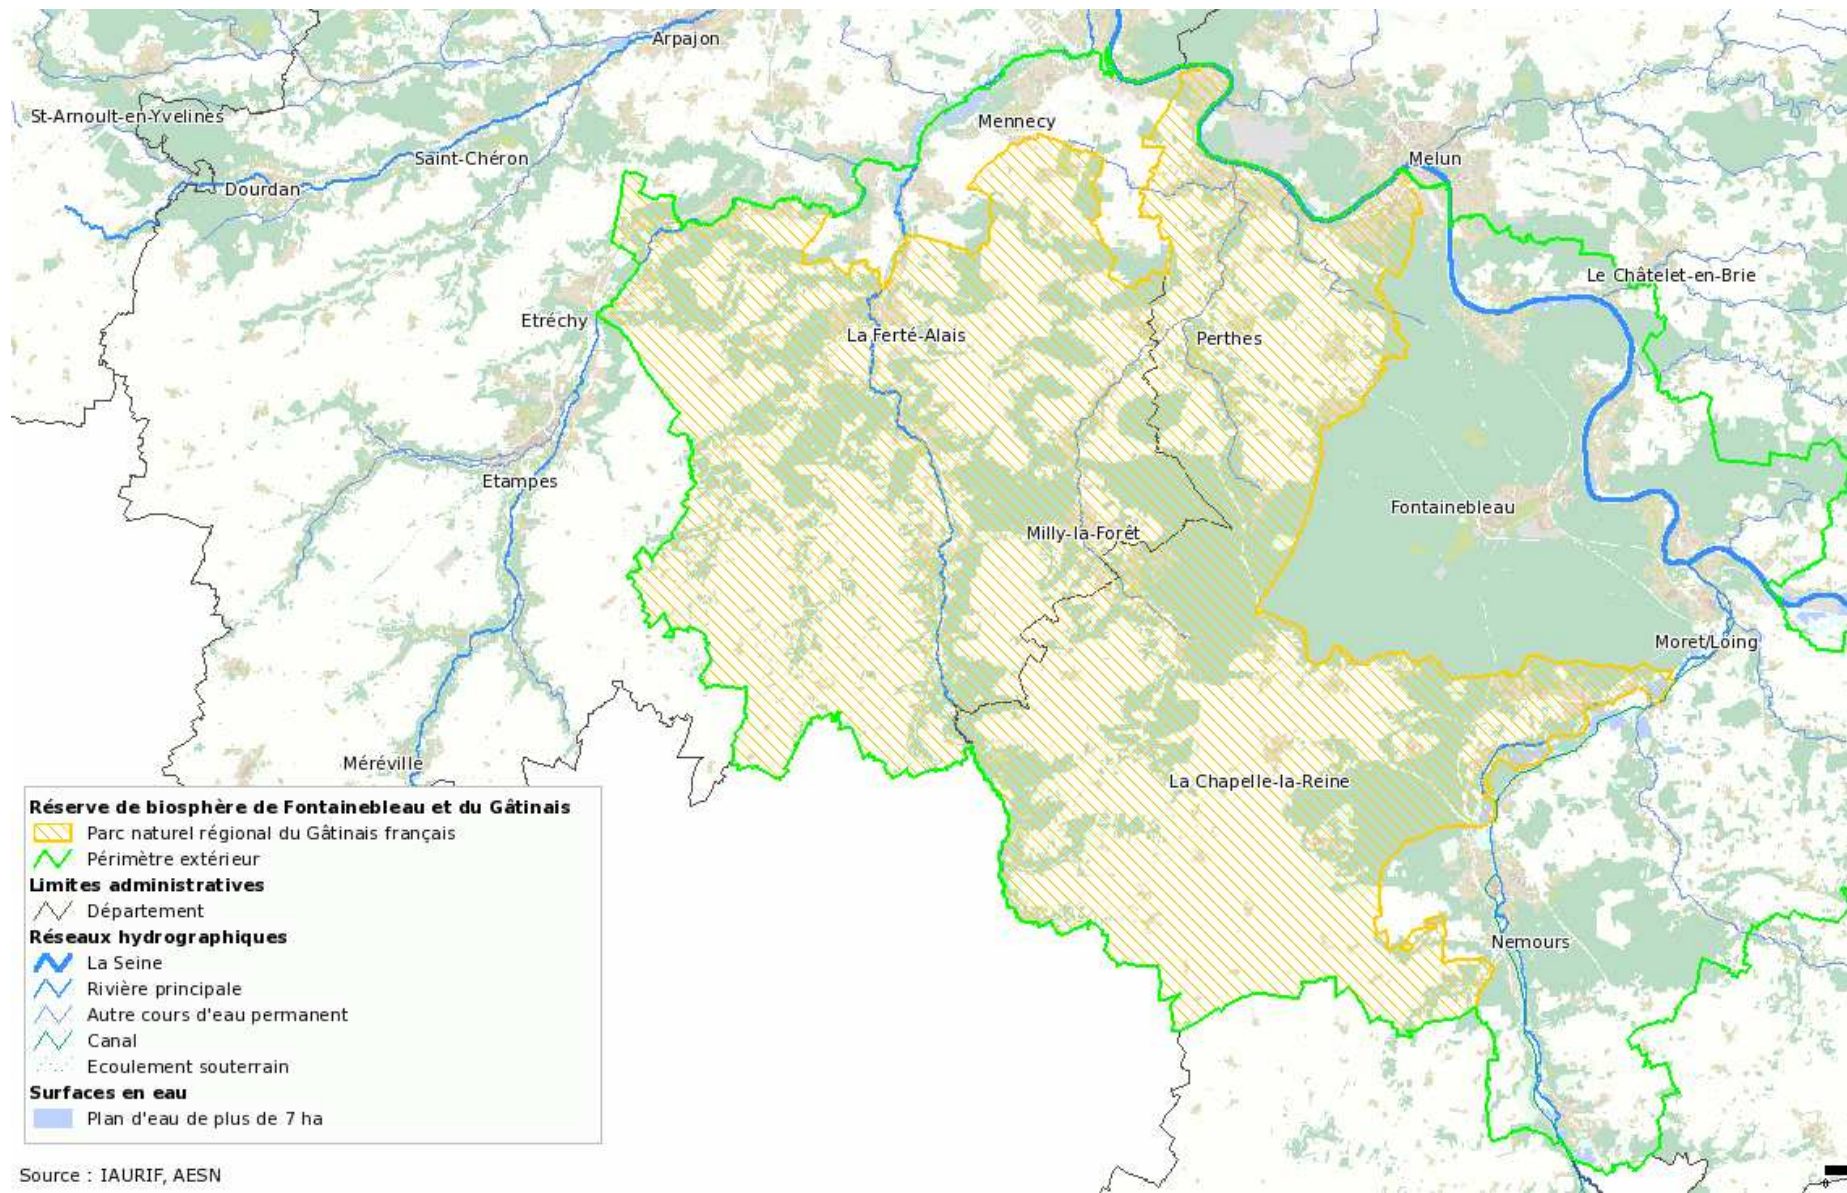 Arpajon
St-Arnoult-en-Yvelines
Mennecy
Saint-Chéron
Melun
Dourdan
Le Châtelet-en-Brie
Etréchy
La Ferté-Alais
Perthes
Etampes
Fontainebleau
Milly-la-Forêt
Moret/Loing
Méréville
La Chapelle-la-Reine
Nemours
Réserve de biosphère de Fontainebleau et du Gâtinais
Parc naturel régional du Gâtinais français
Périmètre extérieur
Limites administratives
Département
Réseaux hydrographiques
La Seine
Rivière principale
Autre cours d'eau permanent
Canal
Ecoulement souterrain
Surfaces en eau
Plan d'eau de plus de 7 ha
Source : IAURIF, AESN